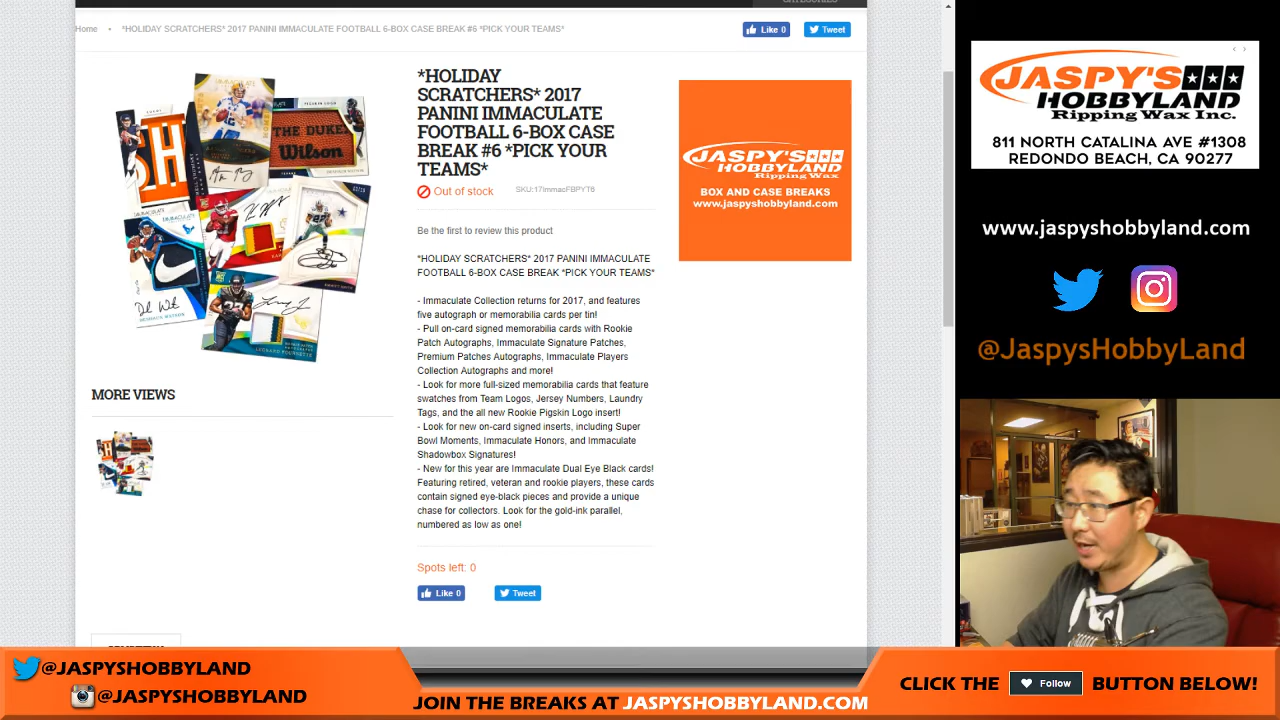 Home • *HOLIDAY SCRATCHERS* 2017 PANINI IMMACULATE FOOTBALL 6-BOX CASE BREAK #6 *PICK YOUR TEAMS*
Like 0
Tweet
*HOLIDAY
SCRATCHERS* 2017
PANINI IMMACULATE
FOOTBALL 6-BOX CASE
BREAK #6 *PICK YOUR
TEAMS*
Out of stock
SKU:17ImmacFBPYT6
Be the first to review this product
*HOLIDAY SCRATCHERS* 2017 PANINI IMMACULATE
FOOTBALL 6-BOX CASE BREAK *PICK YOUR TEAMS*
- Immaculate Collection returns for 2017, and features
five autograph or memorabilia cards per tin!
- Pull on-card signed memorabilia cards with Rookie
Patch Autographs, Immaculate Signature Patches,
Premium Patches Autographs, Immaculate Players
Collection Autographs and more!
- Look for more full-sized memorabilia cards that feature
swatches from Team Logos, Jersey Numbers, Laundry
Tags, and the all new Rookie Pigskin Logo insert!
- Look for new on-card signed inserts, including Super
Bowl Moments, Immaculate Honors, and Immaculate
Shadowbox Signatures!
- New for this year are Immaculate Dual Eye Black cards!
Featuring retired, veteran and rookie players, these cards
contain signed eye-black pieces and provide a unique
chase for collectors. Look for the gold-ink parallel,
numbered as low as one!
Spots left: 0
Like 0
Tweet
MORE VIEWS
THE DUKE
Wilson
SH
JASPY'S
HOBBYLAND
Ripping Wax
BOX AND CASE BREAKS
www.jaspyshobbyland.com
JASPY'S
HOBBYLAND
Ripping Wax Inc.
811 NORTH CATALINA AVE #1308
REDONDO BEACH, CA 90277
www.jaspyshobbyland.com
@JaspysHobbyLand
@JASPYSHOBBYLAND
@JASPYSHOBBYLAND
JOIN THE BREAKS AT JASPYSHOBBYLAND.COM
CLICK THE Follow BUTTON BELOW!